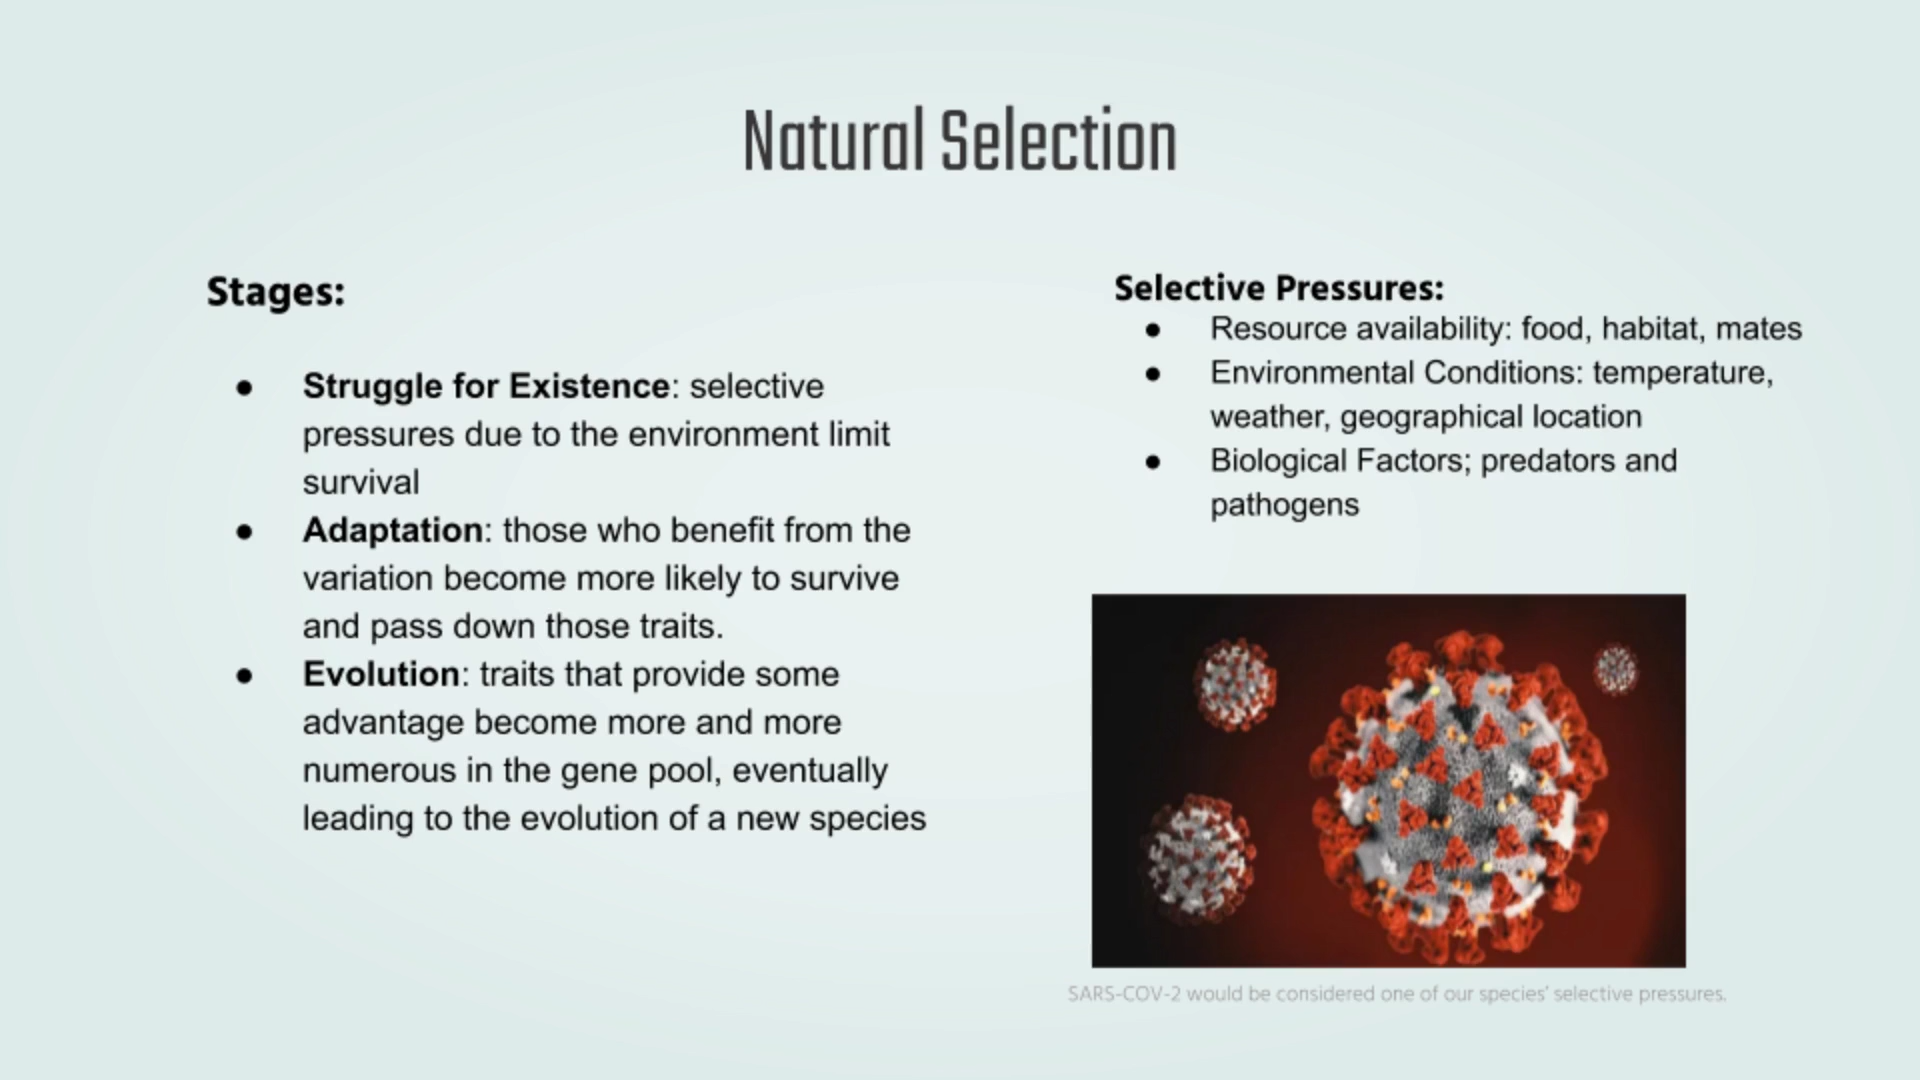 Natural Selection
Stages:
● Struggle for Existence: selective
pressures due to the environment limit
survival
● Adaptation: those who benefit from the
variation become more likely to survive
and pass down those traits.
● Evolution: traits that provide some
advantage become more and more
numerous in the gene pool, eventually
leading to the evolution of a new species
Selective Pressures:
● Resource availability: food, habitat, mates
● Environmental Conditions: temperature,
weather, geographical location
● Biological Factors; predators and
pathogens
SARS-COV-2 would be considered one of our species' selective pressures.